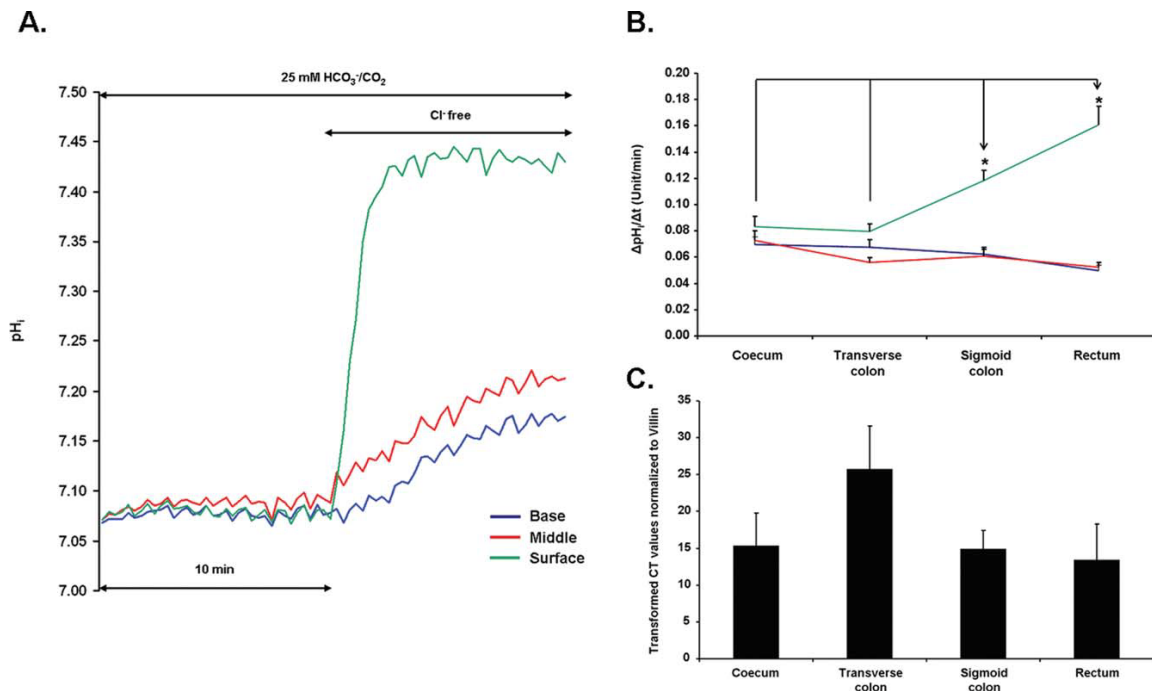 A.
25 mM HCO₃⁻/CO₂
Cl⁻ free
7.50
7.45
7.40
7.35
7.30
7.25
7.20
7.15
7.10
7.05
7.00
pHᵢ
10 min
Base
Middle
Surface
B.
0.20
0.18
0.16
0.14
0.12
0.10
0.08
0.06
0.04
0.02
0.00
ΔpHᵢ/Δt (Unit/min)
*
*
Coecum
Transverse
colon
Sigmoid
colon
Rectum
C.
35
30
25
20
15
10
5
0
Transformed CT values normalized to Villin
Coecum
Transverse
colon
Sigmoid
colon
Rectum